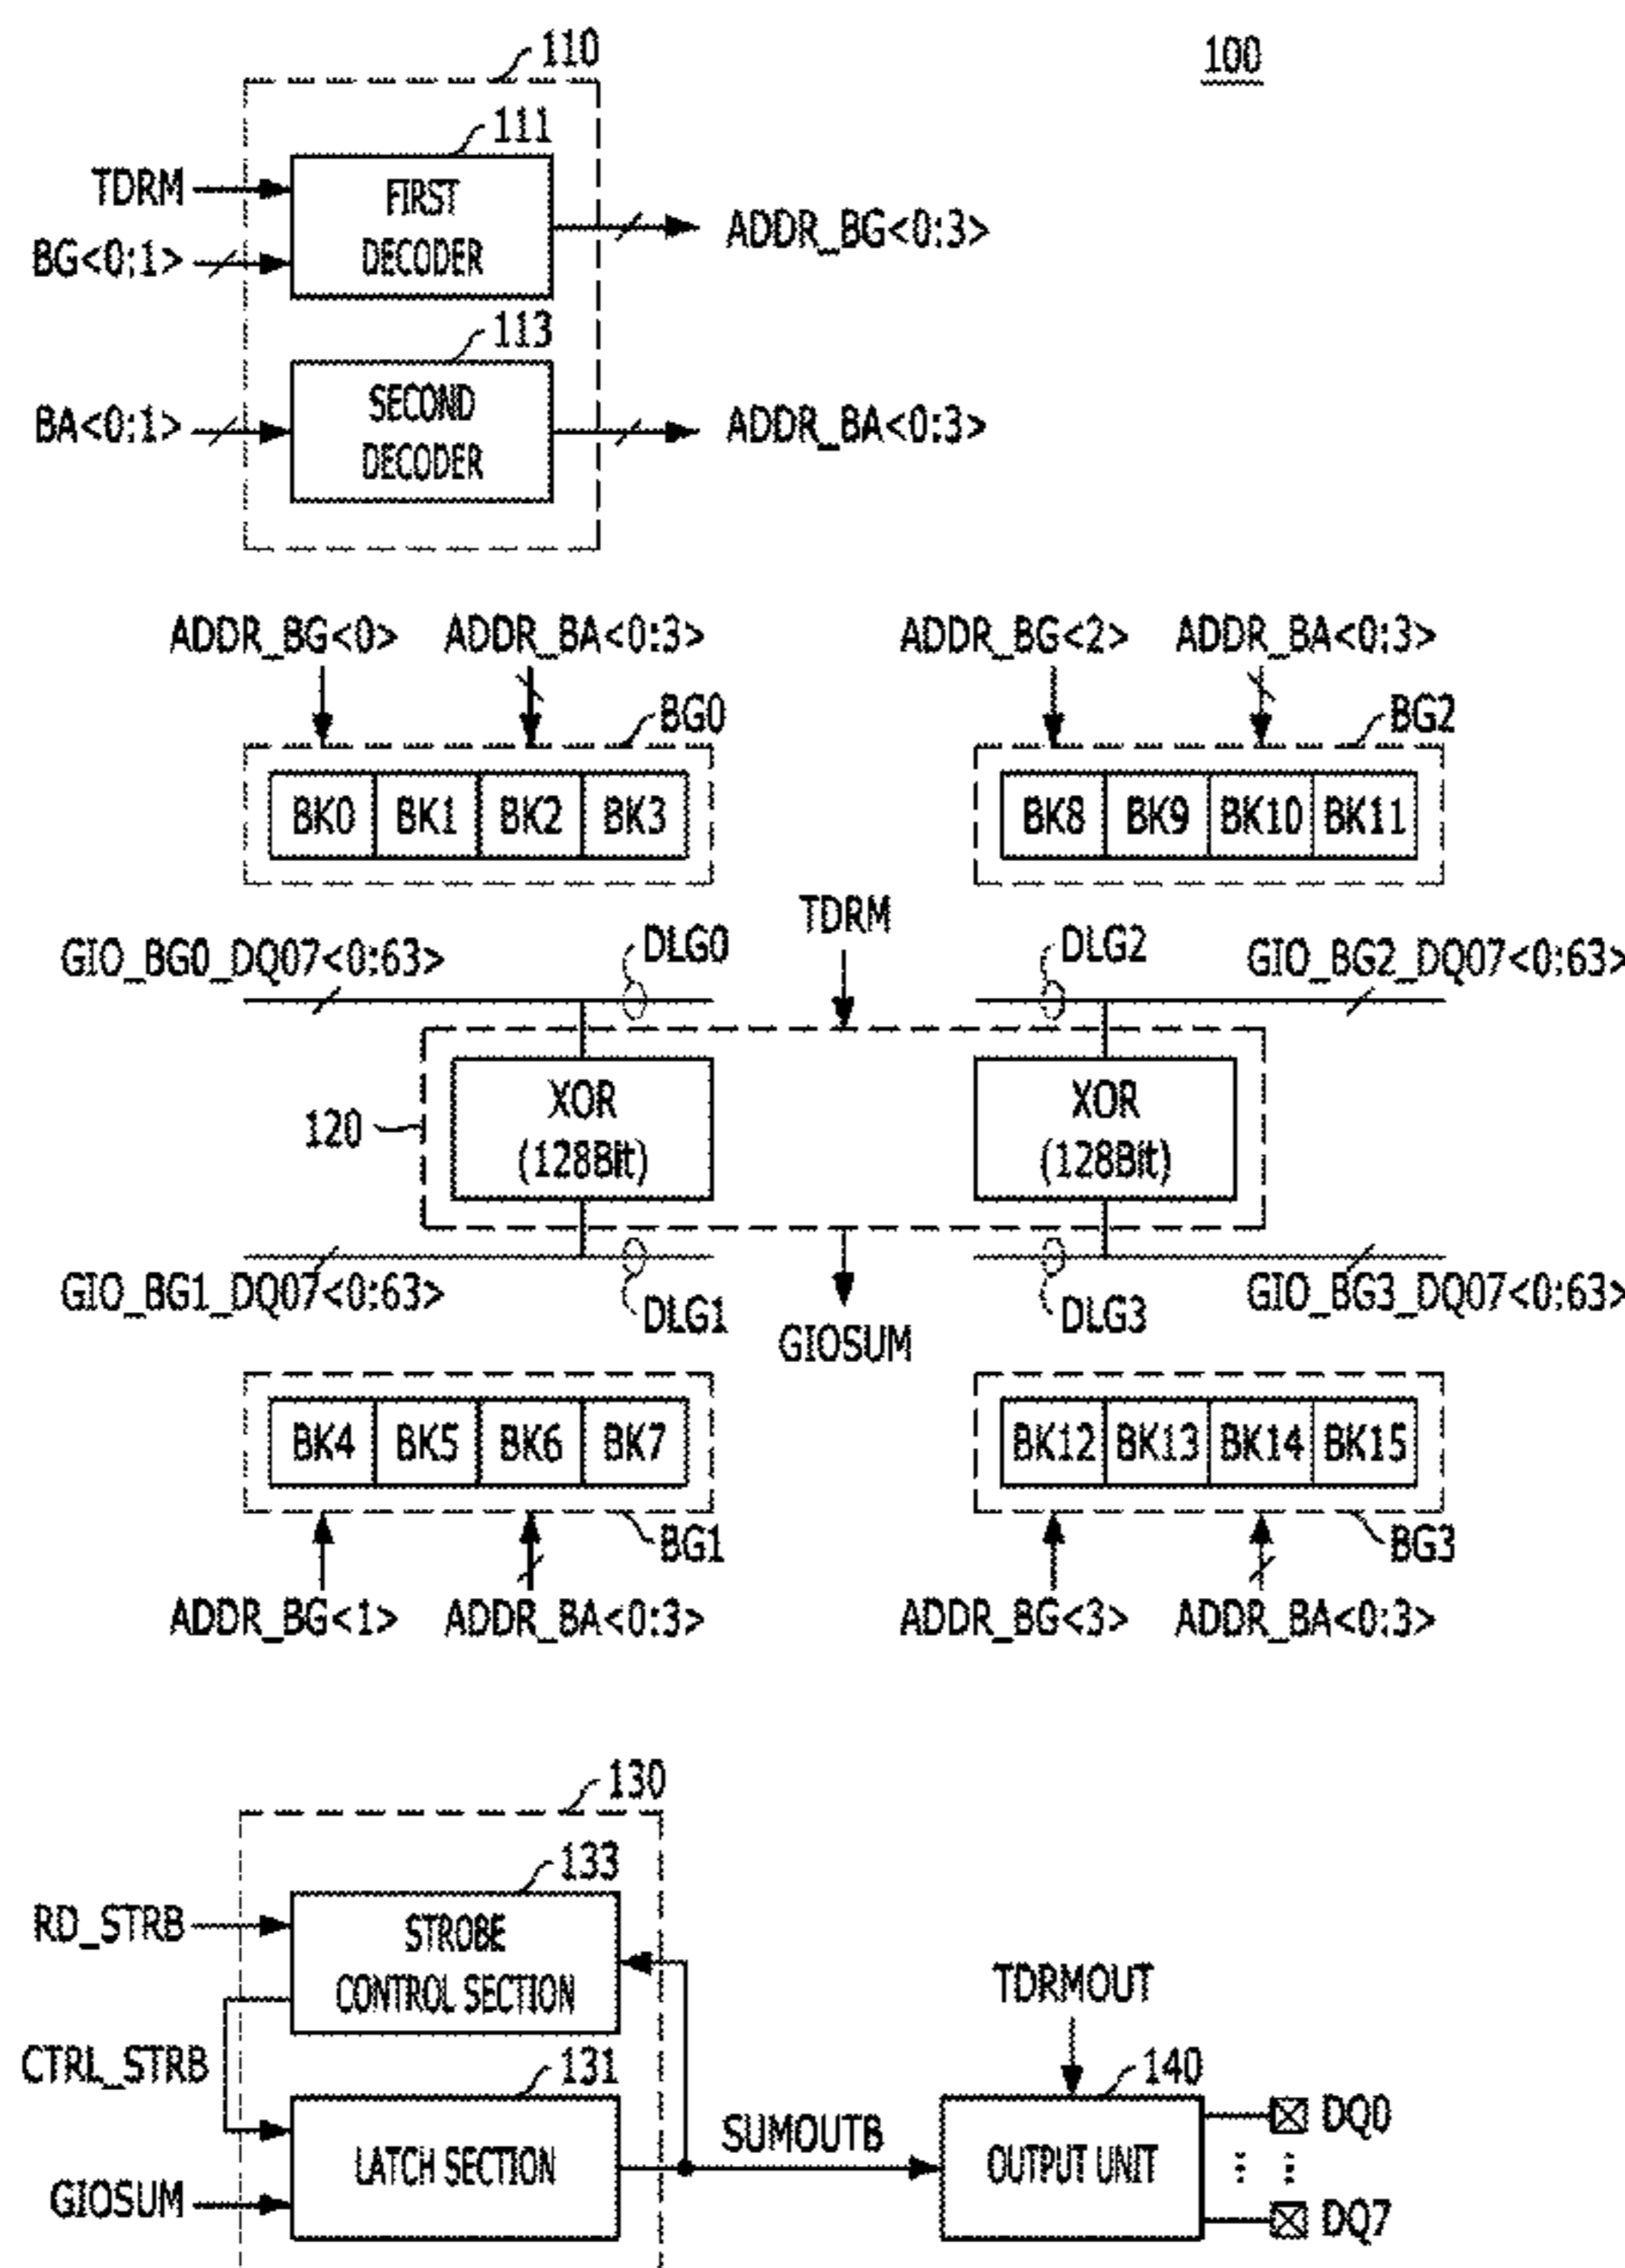 110
100
111
TDRM
FIRST
DECODER
BG<0:1>
ADDR_BG<0:3>
113
BA<0:1>
SECOND
DECODER
ADDR_BA<0:3>
ADDR_BG<0>
ADDR_BA<0:3>
ADDR_BG<2>
ADDR_BA<0:3>
BG0
BG2
BK0
BK1
BK2
BK3
BK8
BK9
BK10
BK11
TDRM
GIO_BG0_DQ07<0:63>
DLG0
DLG2
GIO_BG2_DQ07<0:63>
120
XOR
(128Bit)
XOR
(128Bit)
GIO_BG1_DQ07<0:63>
DLG1
GIOSUM
DLG3
GIO_BG3_DQ07<0:63>
BK4
BK5
BK6
BK7
BK12
BK13
BK14
BK15
BG1
BG3
ADDR_BG<1>
ADDR_BA<0:3>
ADDR_BG<3>
ADDR_BA<0:3>
130
133
RD_STRB
STROBE
CONTROL SECTION
TDRMOUT
CTRL_STRB
131
140
LATCH SECTION
SUMOUTB
OUTPUT UNIT
DQ0
GIOSUM
DQ7